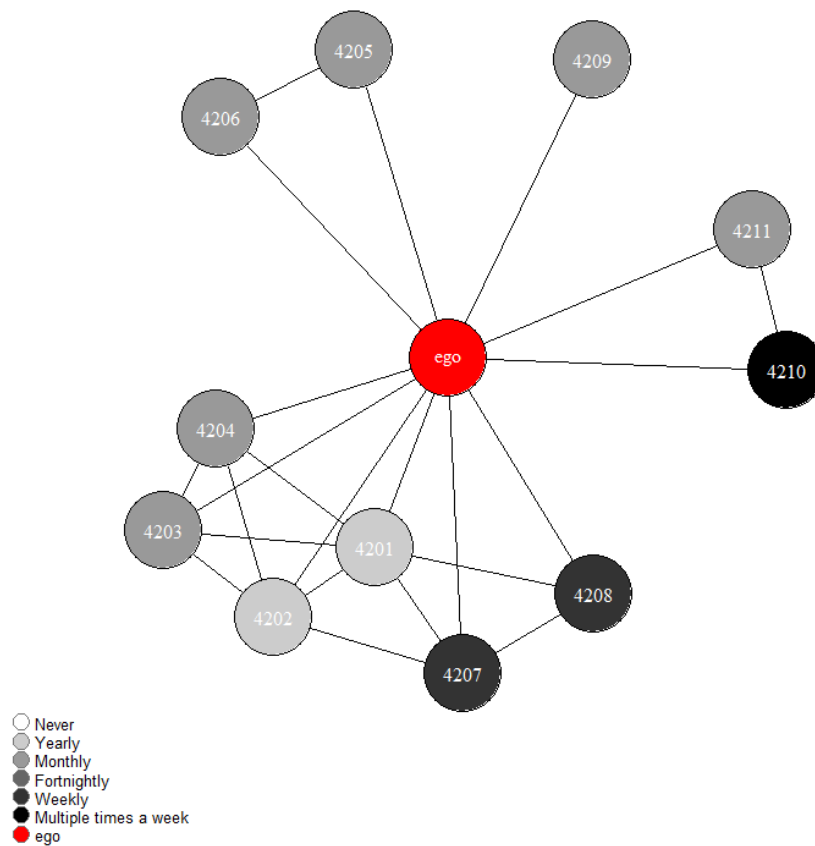 4205
4209
4206
4211
ego
4210
4204
4203
4201
4208
4202
4207
Never
Yearly
Monthly
Fortnightly
Weekly
Multiple times a week
ego